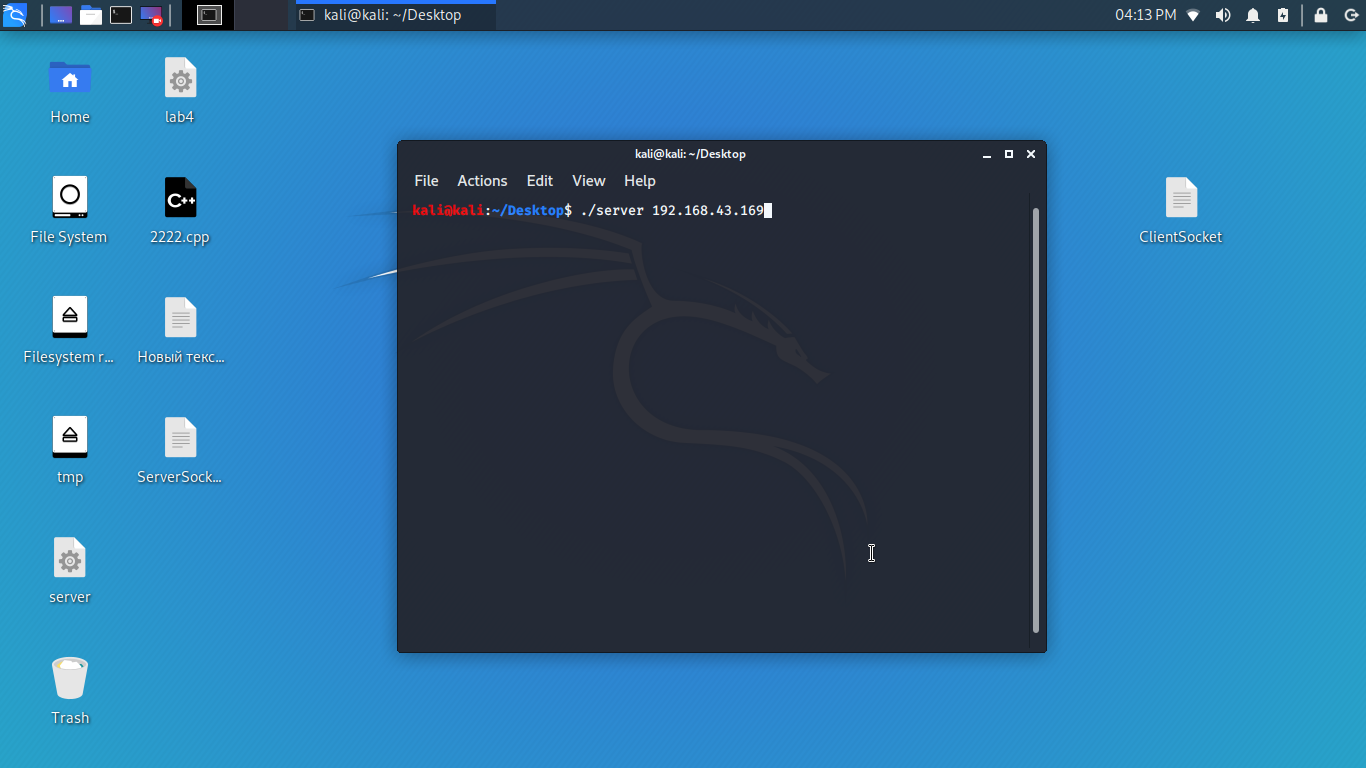 kali@kali: ~/Desktop
04:13 PM
Home
lab4
File System
2222.cpp
Filesystem r...
Новый текс...
tmp
ServerSock...
server
Trash
ClientSocket
kali@kali: ~/Desktop
File Actions Edit View Help
kali@kali:~/Desktop$ ./server 192.168.43.169
C++